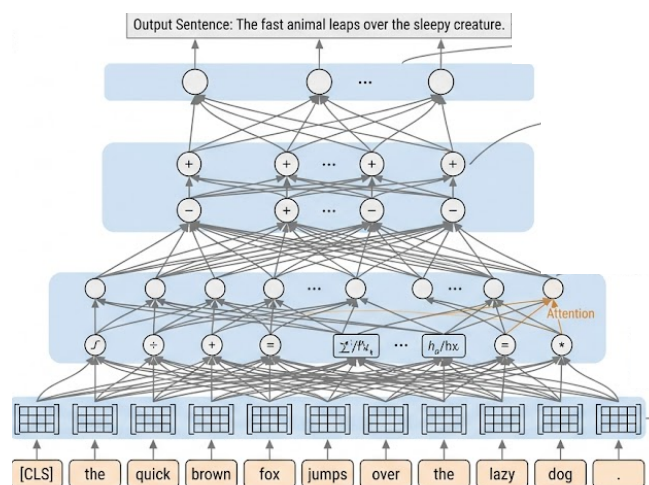 Output Sentence: The fast animal leaps over the sleepy creature.
...
+ + ... + +
− + ... − −
... ...
Attention
∫ ÷ + = ... = *
[CLS] the quick brown fox jumps over the lazy dog .